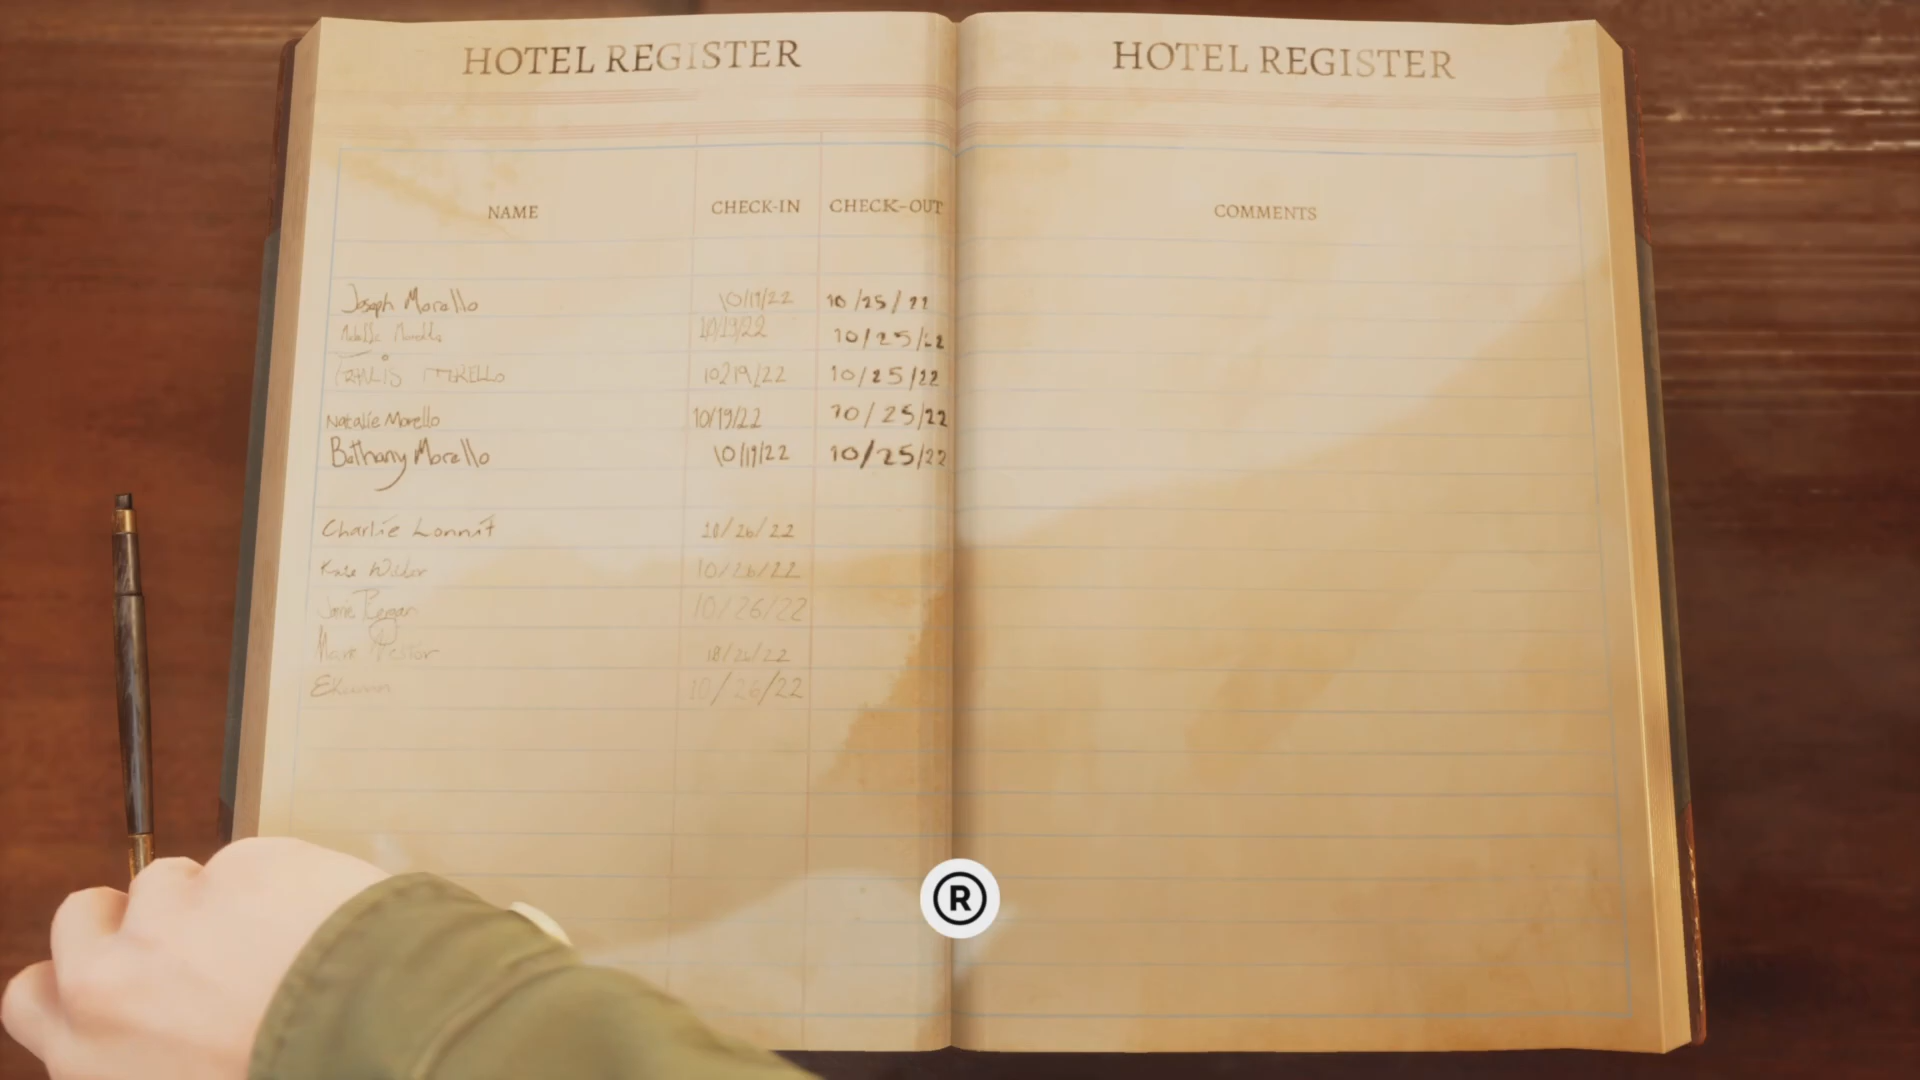 HOTEL REGISTER
HOTEL REGISTER
NAME CHECK-IN CHECK-OUT
COMMENTS
Joseph Morello 10/19/22 10/25/22
10/19/22 10/25/22
10/25/22
Natalie Morello 10/19/22 10/25/22
Bethany Morello 10/19/22 10/25/22
Charlie Lonnit 10/26/22
Kate Wilder 10/26/22
Jamie Tiergan 10/26/22
10/26/22
10/26/22
R